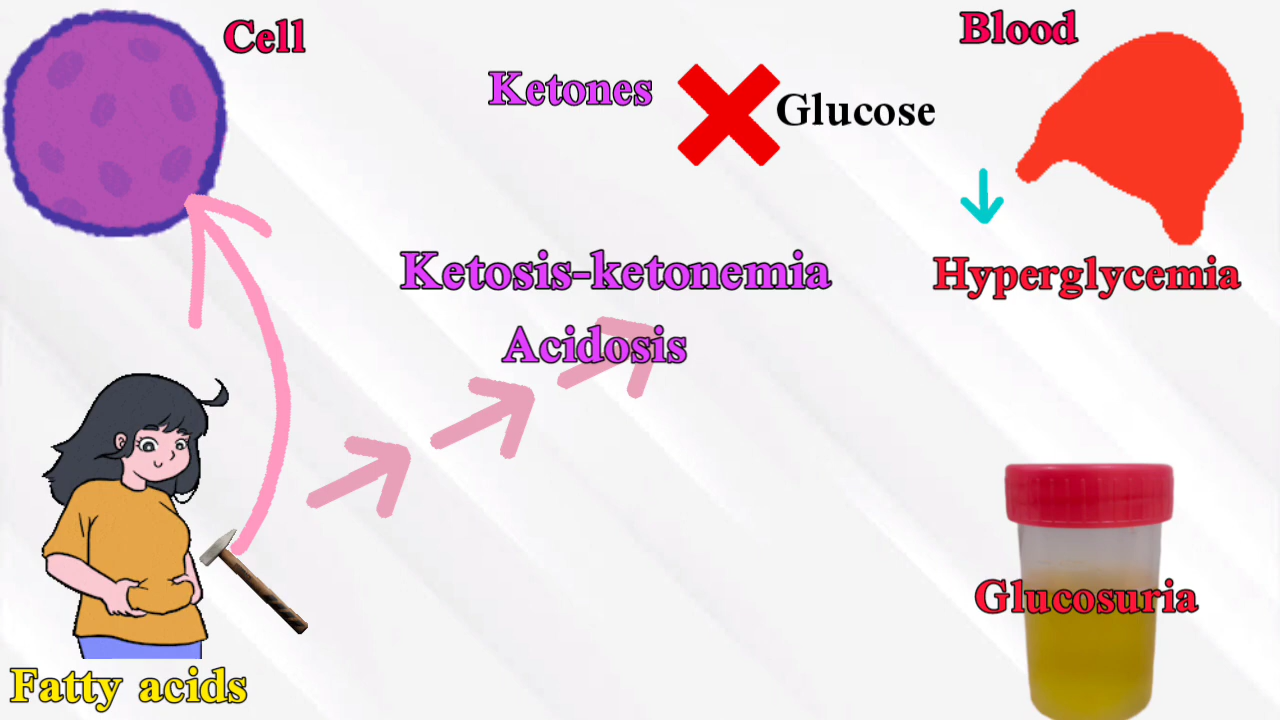 Cell
Blood
Ketones
Glucose
Ketosis-ketonemia
Hyperglycemia
Acidosis
Glucosuria
Fatty acids